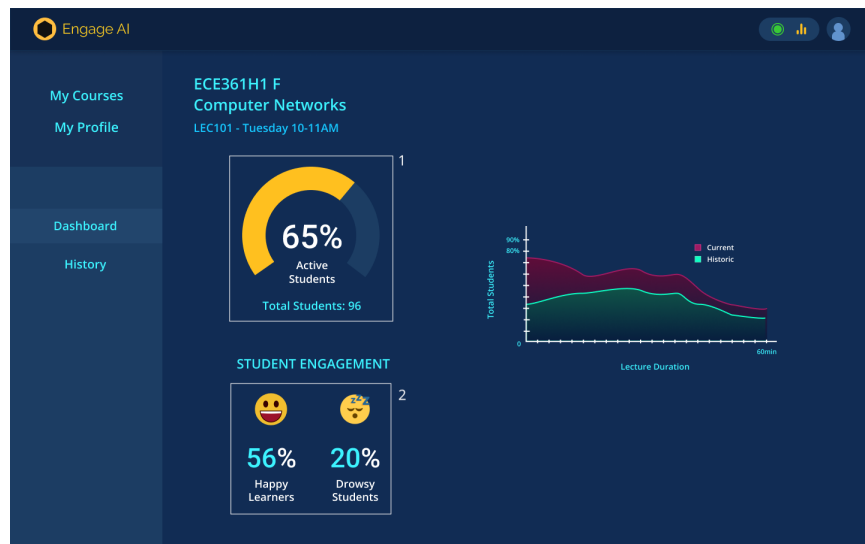 Engage AI
My Courses
My Profile
Dashboard
History
ECE361H1 F
Computer Networks
LEC101 - Tuesday 10-11AM
1
65%
Active
Students
Total Students: 96
STUDENT ENGAGEMENT
2
zzz
56%
20%
Happy
Learners
Drowsy
Students
90%
80%
0
Total Students
Current
Historic
60min
Lecture Duration